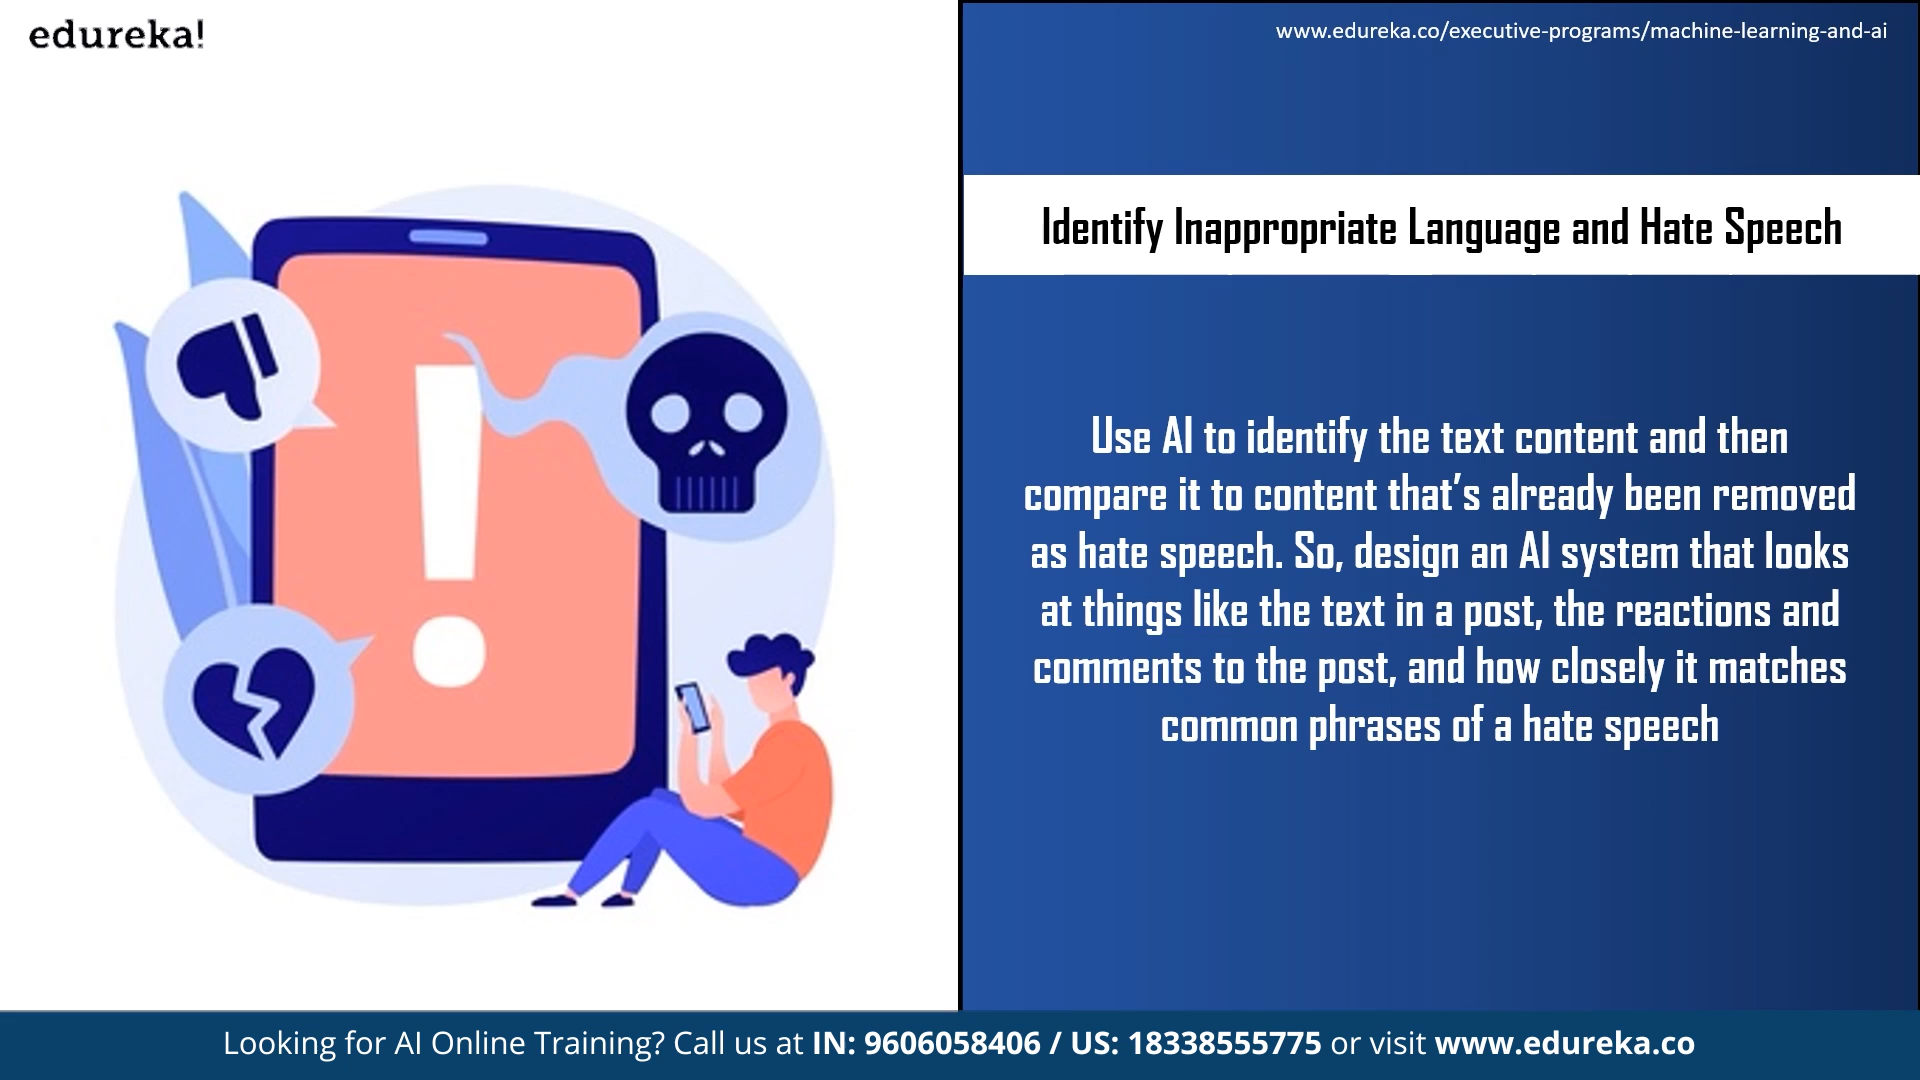 edureka!
www.edureka.co/executive-programs/machine-learning-and-ai
Identify Inappropriate Language and Hate Speech
Use AI to identify the text content and then
compare it to content that’s already been removed
as hate speech. So, design an AI system that looks
at things like the text in a post, the reactions and
comments to the post, and how closely it matches
common phrases of a hate speech
Looking for AI Online Training? Call us at IN: 9606058406 / US: 18338555775 or visit www.edureka.co